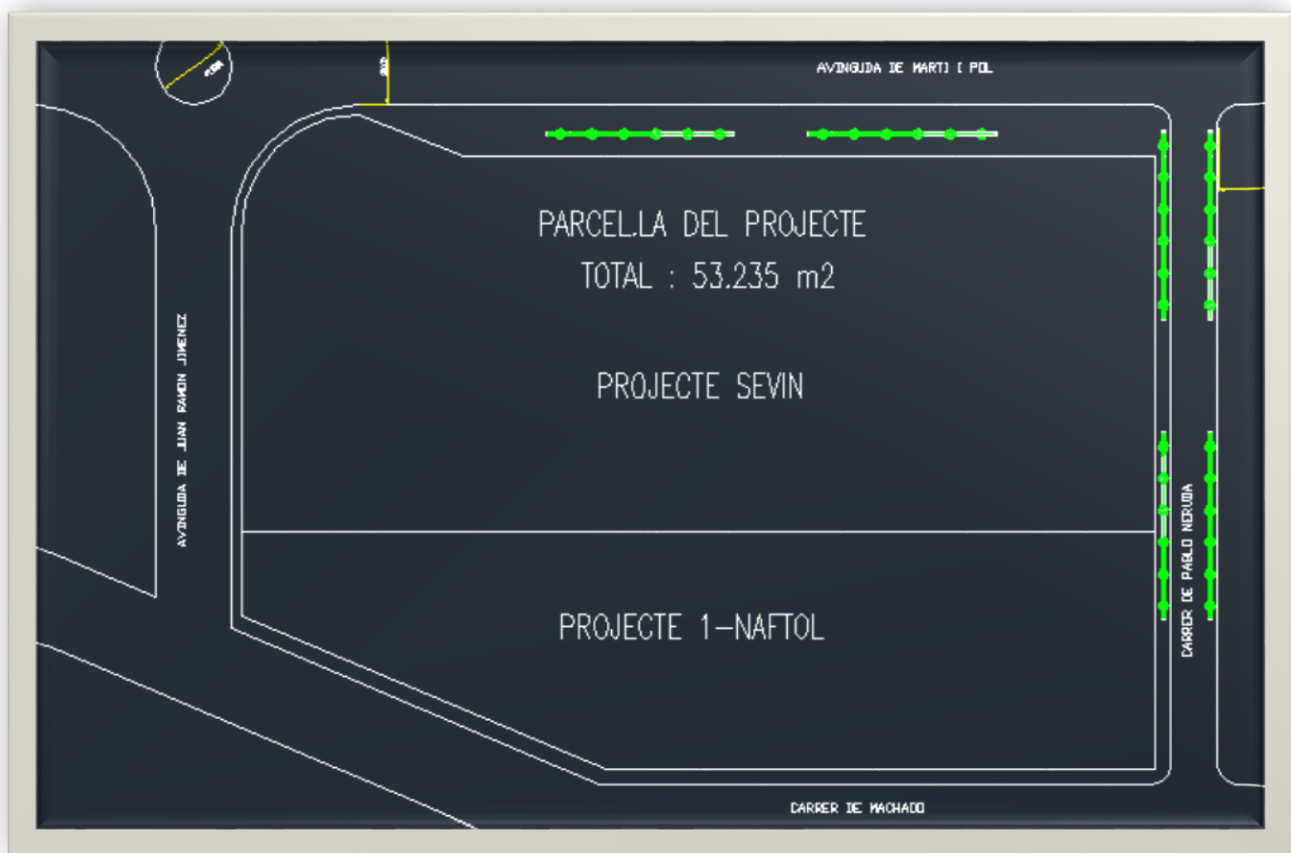 AVINGUDA DE MARTI I POL
PARCEL.LA DEL PROJECTE
TOTAL : 53.235 m2
PROJECTE SEVIN
AVINGUDA DE JUAN RAMON JIMENEZ
CARRER DE PABLO NERUDA
PROJECTE 1-NAFTOL
CARRER DE MACHADO